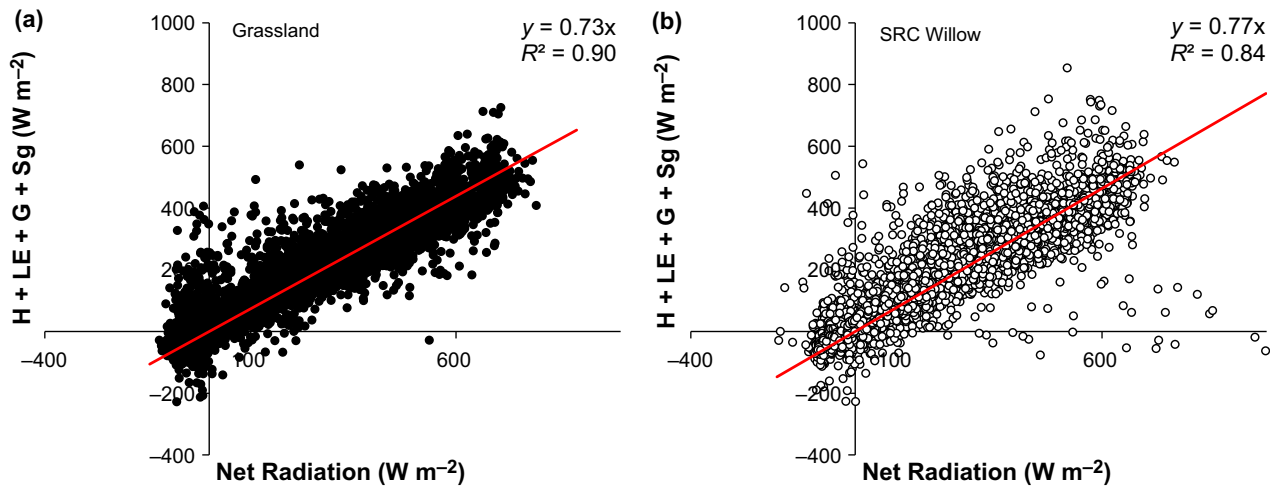 (a)
Grassland
y = 0.73x
R² = 0.90
H + LE + G + Sg (W m⁻²)
1000
800
600
400
200
−200
−400
−400
100
600
Net Radiation (W m⁻²)
(b)
SRC Willow
y = 0.77x
R² = 0.84
H + LE + G + Sg (W m⁻²)
1000
800
600
400
200
−200
−400
−400
100
600
Net Radiation (W m⁻²)